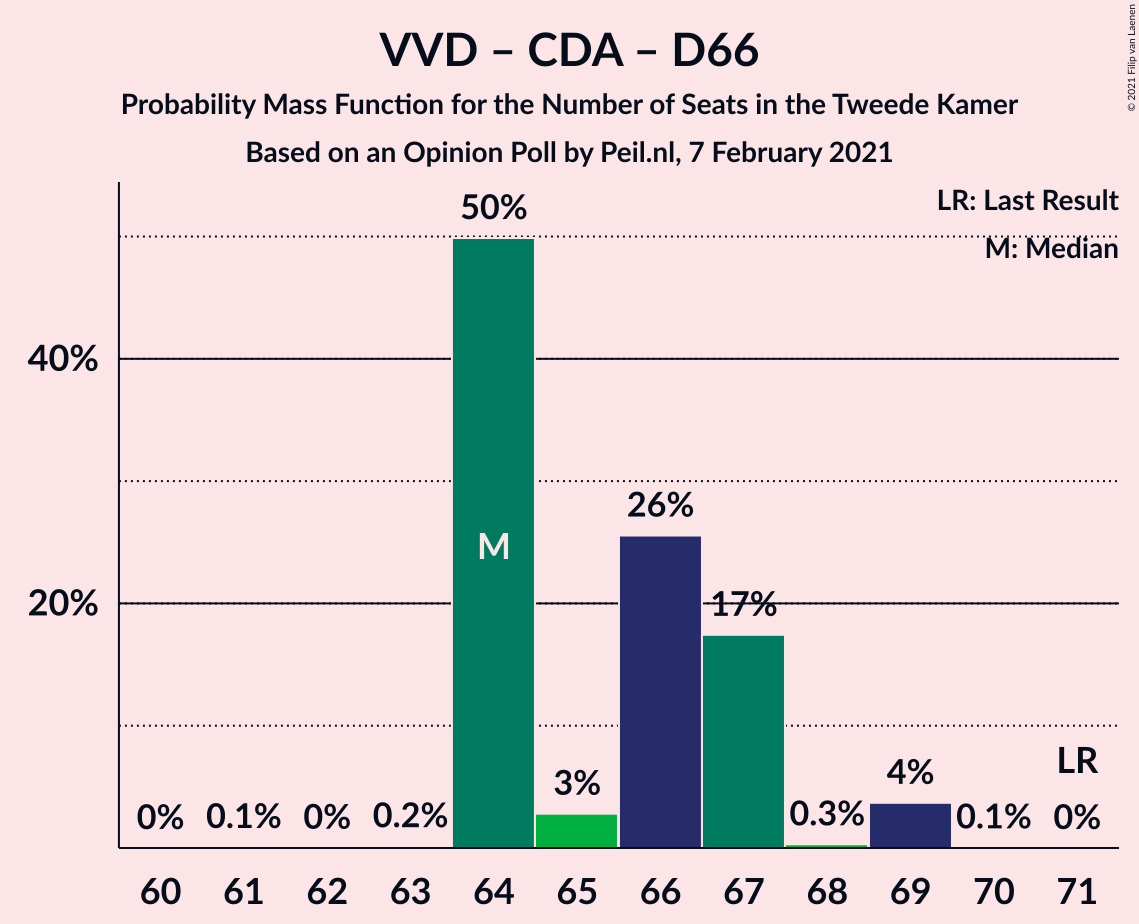 VVD – CDA – D66
Probability Mass Function for the Number of Seats in the Tweede Kamer
Based on an Opinion Poll by Peil.nl, 7 February 2021
© 2021 Filip van Laenen
LR: Last Result
M: Median
50%
40%
26%
M
20%
17%
LR
4%
3%
0% 0.1% 0% 0.2% 0.3% 0.1% 0%
60 61 62 63 64 65 66 67 68 69 70 71